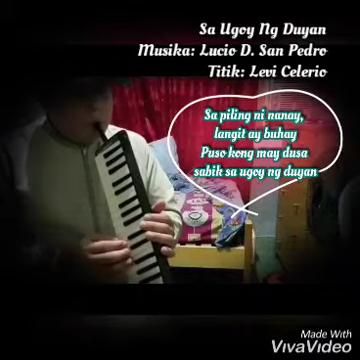 Sa Ugoy Ng Duyan
Musika: Lucio D. San Pedro
Titik: Levi Celerio
Sa piling ni nanay,
langit ay buhay
Puso kong may dusa
sabik sa ugoy ng duyan
Made With
VivaVideo